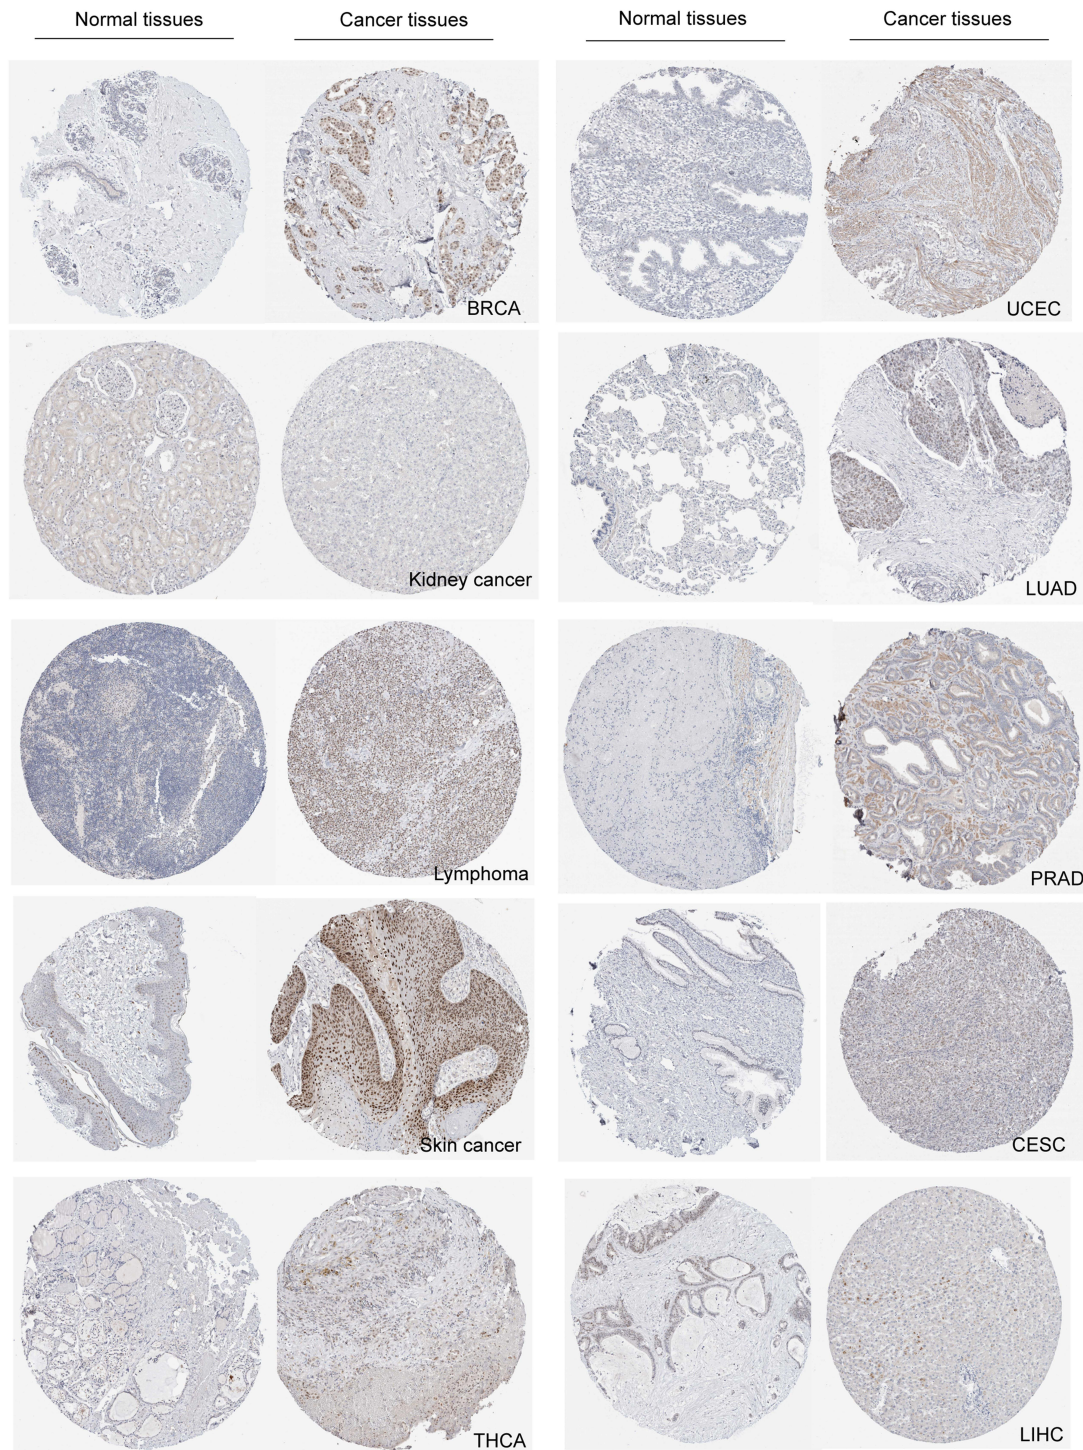 Normal tissues
Cancer tissues
Normal tissues
Cancer tissues
BRCA
UCEC
Kidney cancer
LUAD
Lymphoma
PRAD
Skin cancer
CESC
THCA
LIHC